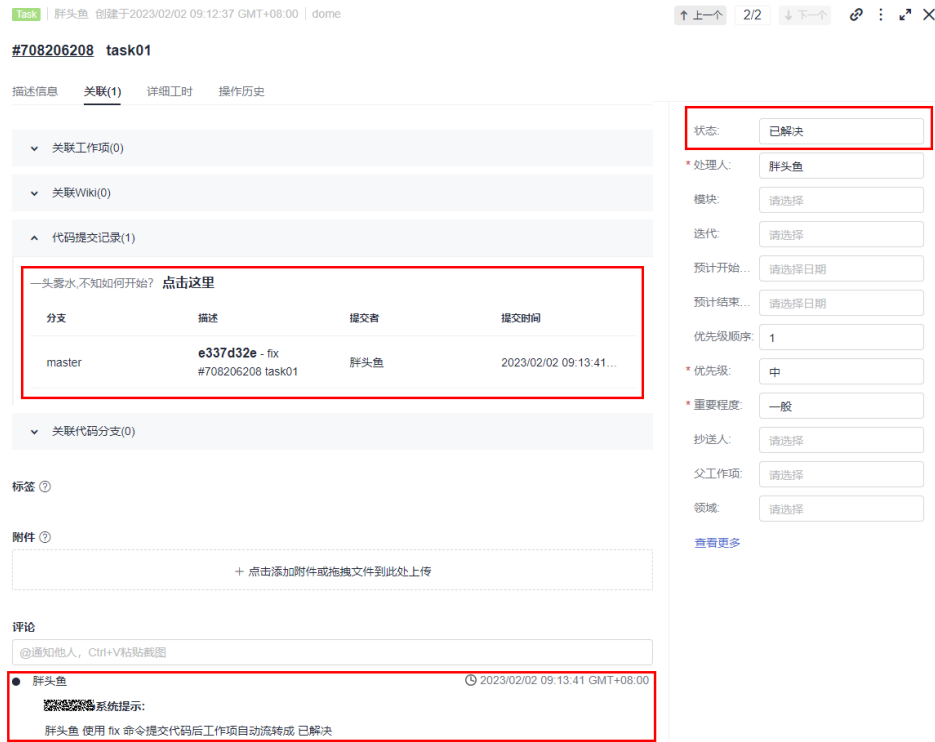 Task 胖头鱼 创建于2023/02/02 09:12:37 GMT+08:00 dome
↑ 上一个 2/2 ↓ 下一个
#708206208 task01
描述信息 关联(1) 详细工时 操作历史
关联工作项(0)
关联Wiki(0)
代码提交记录(1)
一头雾水,不知如何开始? 点击这里
分支 描述 提交者 提交时间
master e337d32e - fix 胖头鱼 2023/02/02 09:13:41...
#708206208 task01
关联代码分支(0)
标签
附件
+ 点击添加附件或拖拽文件到此处上传
评论
@通知他人, Ctrl+V粘贴截图
胖头鱼 2023/02/02 09:13:41 GMT+08:00
系统提示:
胖头鱼 使用 fix 命令提交代码后工作项自动流转成 已解决
状态: 已解决
* 处理人: 胖头鱼
模块: 请选择
迭代: 请选择
预计开始... 请选择日期
预计结束... 请选择日期
优先级顺序: 1
* 优先级: 中
* 重要程度: 一般
抄送人: 请选择
父工作项: 请选择
领域: 请选择
查看更多